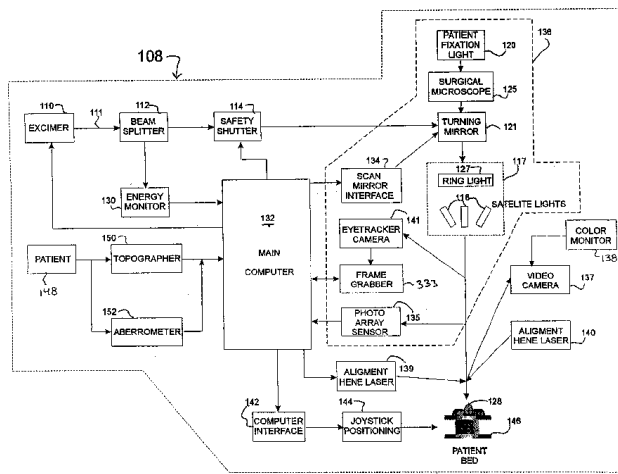 108
136
PATIENT
FIXATION
LIGHT
120
SURGICAL
MICROSCOPE
125
110
EXCIMER
111
112
BEAM
SPLITTER
114
SAFETY
SHUTTER
TURNING
MIRROR
121
134
SCAN MIRROR
INTERFACE
127
RING LIGHT
117
116
SATELITE LIGHTS
130
ENERGY
MONITOR
132
MAIN
COMPUTER
141
EYETRACKER
CAMERA
COLOR
MONITOR
138
PATIENT
148
150
TOPOGRAPHER
FRAME
GRABBER
333
VIDEO
CAMERA
137
152
ABERROMETER
PHOTO
ARRAY
SENSOR
135
ALIGMENT
HENE LASER
140
ALIGMENT
HENE LASER
139
142
COMPUTER
INTERFACE
144
JOYSTICK
POSITIONING
128
146
PATIENT
BED